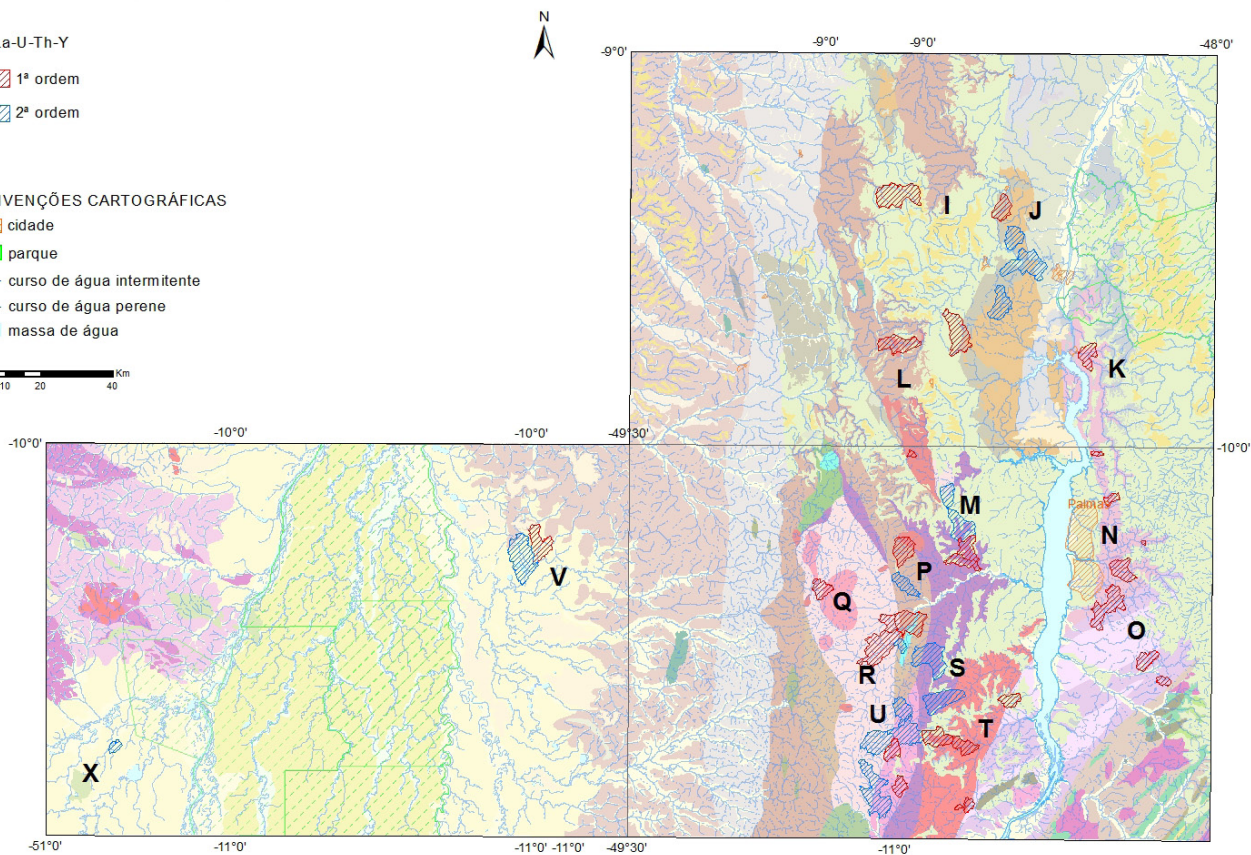 N
-9°0'
-9°0'
-9°0'
-48°0'
a-U-Th-Y
1ª ordem
2ª ordem
VENÇÕES CARTOGRÁFICAS
cidade
parque
curso de água intermitente
curso de água perene
massa de água
Km
10 20 40
I
J
K
L
-10°0'
-10°0'
-10°0'
-49°30'
-10°0'
M
Palmas
N
V
P
Q
O
R
S
U
T
X
-51°0'
-11°0'
-11°0'
-11°0'
-49°30'
-11°0'